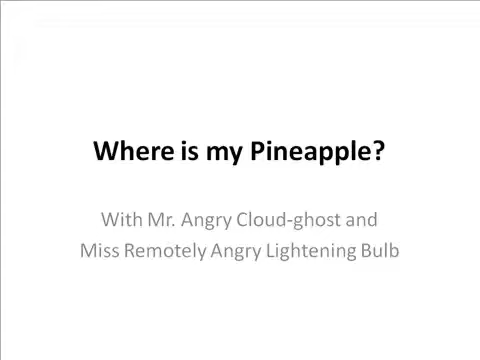 Where is my Pineapple?
With Mr. Angry Cloud-ghost and
Miss Remotely Angry Lightening Bulb